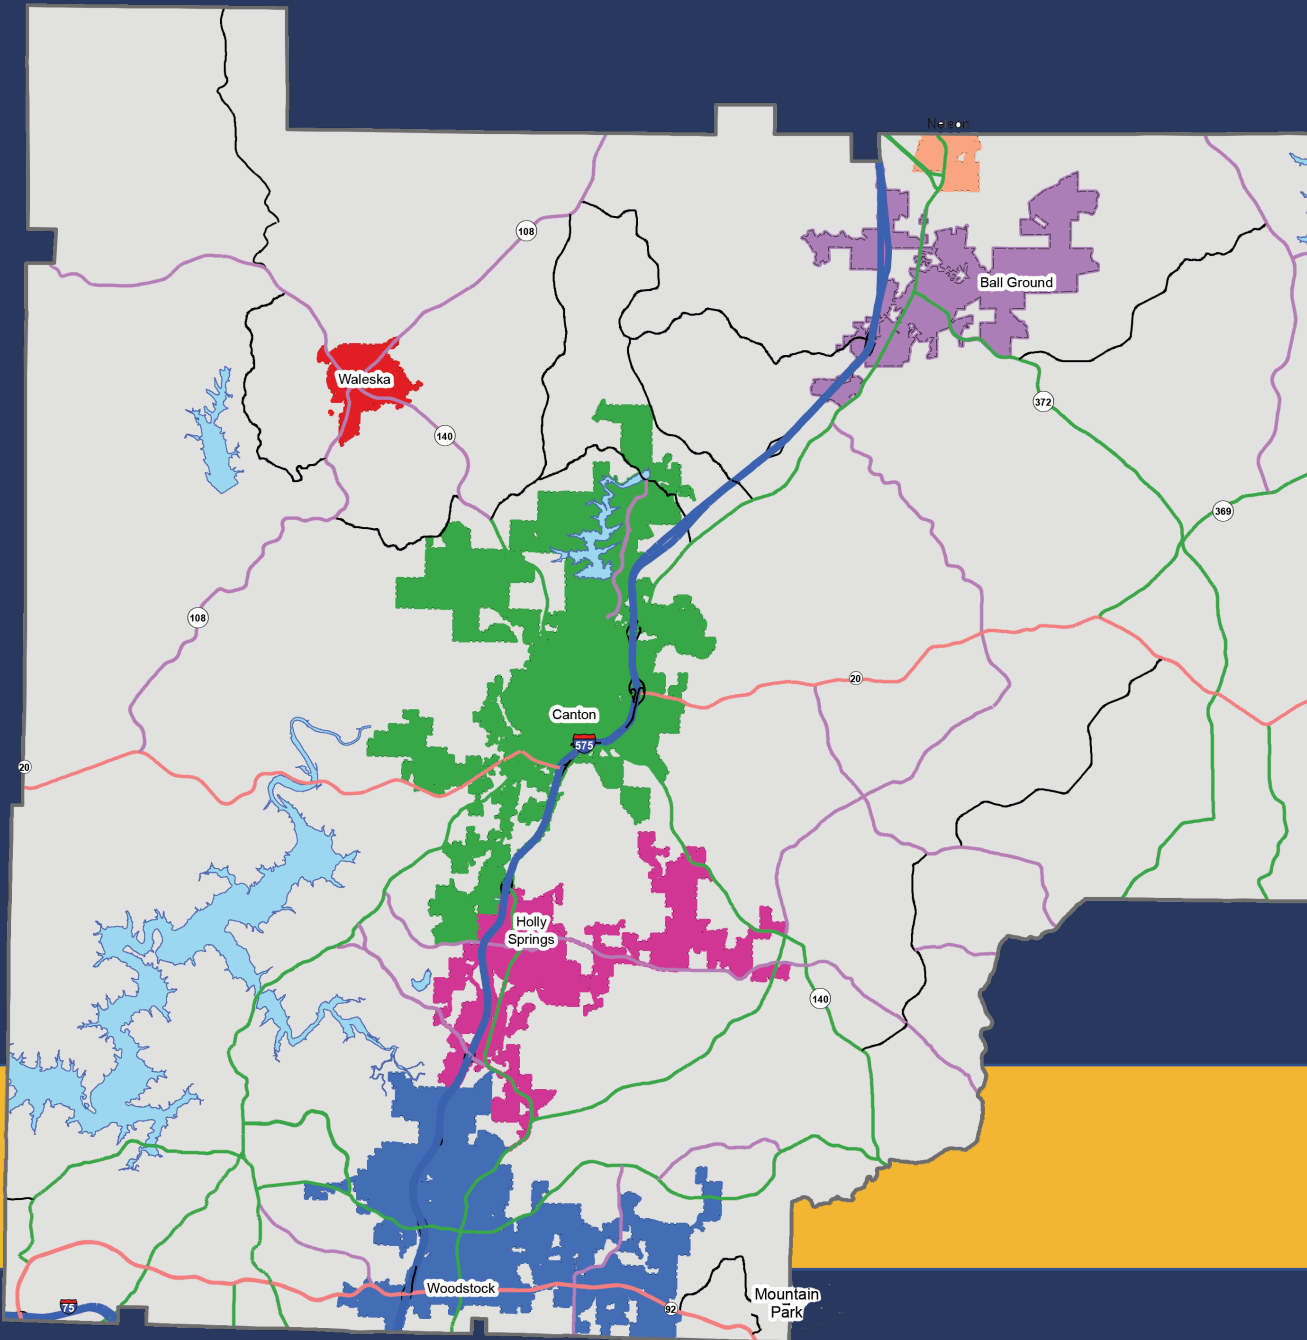 Nelson
108
Ball Ground
Waleska
372
140
369
108
20
Canton
575
20
Holly
Springs
140
Woodstock
Mountain
Park
75
92